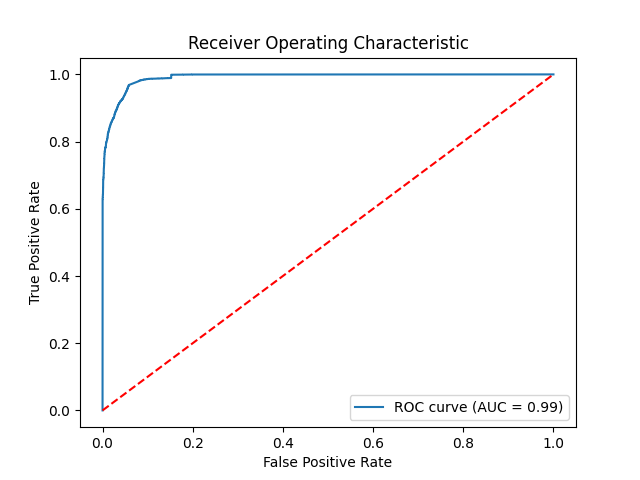 Receiver Operating Characteristic
True Positive Rate
1.0
0.8
0.6
0.4
0.2
0.0
ROC curve (AUC = 0.99)
0.0 0.2 0.4 0.6 0.8 1.0
False Positive Rate